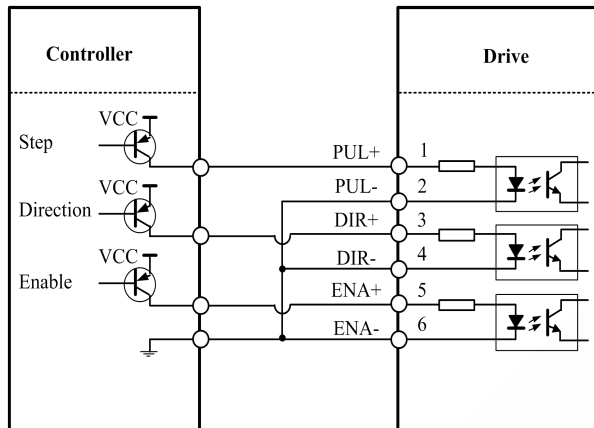 Controller
Drive
VCC
Step
PUL+ 1
PUL- 2
VCC
Direction
DIR+ 3
DIR- 4
VCC
Enable
ENA+ 5
ENA- 6